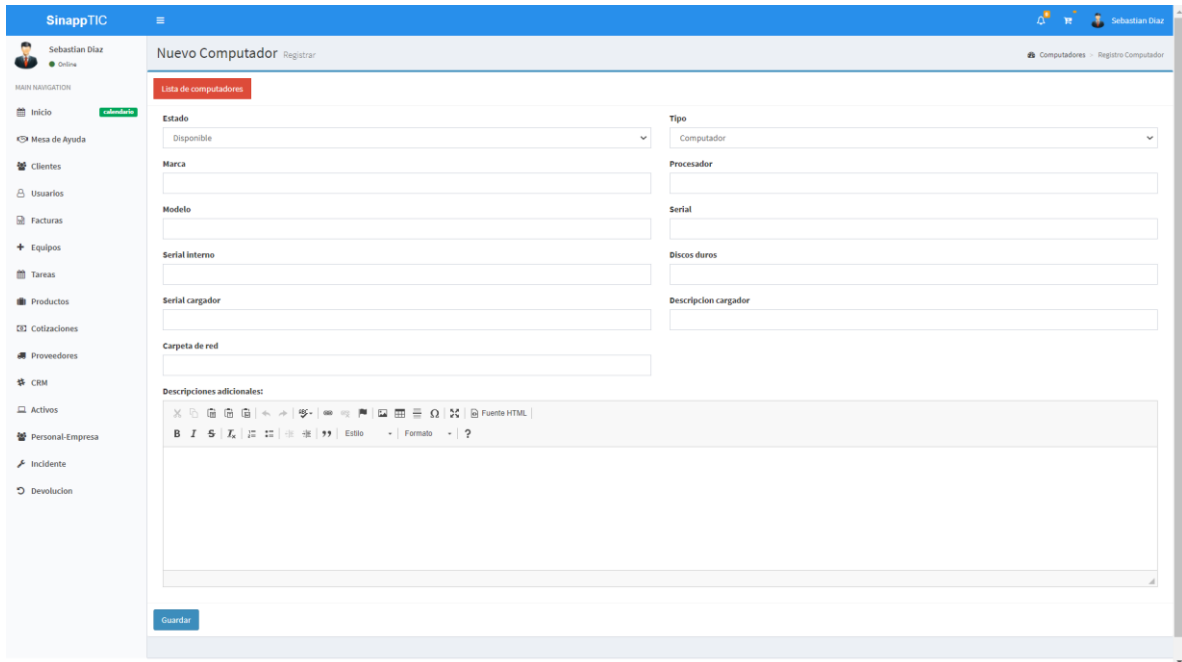 SinappTIC
Sebastian Diaz
Sebastian Diaz
Online
MAIN NAVIGATION
Inicio calendario
Mesa de Ayuda
Clientes
Usuarios
Facturas
Equipos
Tareas
Productos
Cotizaciones
Proveedores
CRM
Activos
Personal-Empresa
Incidente
Devolucion
Nuevo Computador Registrar
Computadores > Registro Computador
Lista de computadores
Estado
Disponible
Tipo
Computador
Marca
Procesador
Modelo
Serial
Serial interno
Discos duros
Serial cargador
Descripcion cargador
Carpeta de red
Descripciones adicionales:
Fuente HTML
B I S Tx Estilo Formato ?
Guardar